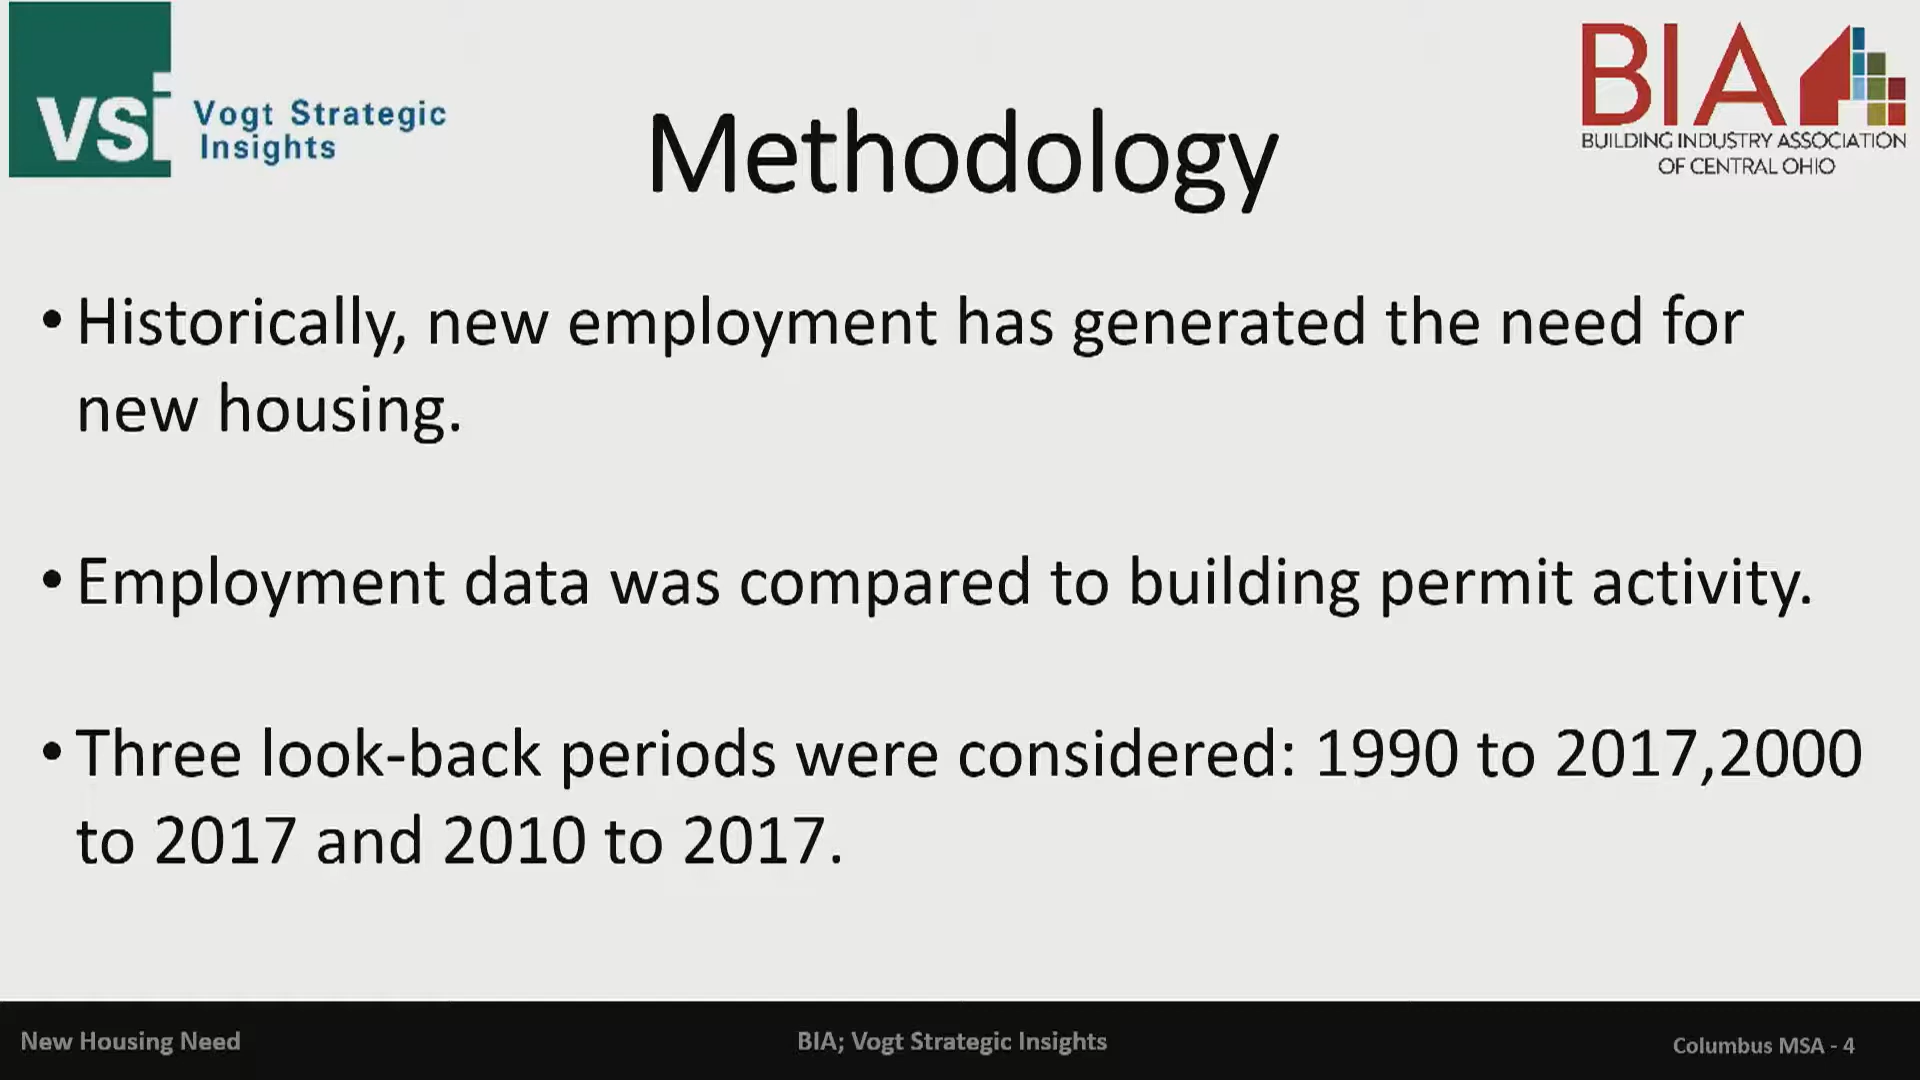 vsi
Vogt Strategic
Insights
BIA
BUILDING INDUSTRY ASSOCIATION
OF CENTRAL OHIO
Methodology
• Historically, new employment has generated the need for
new housing.
• Employment data was compared to building permit activity.
• Three look-back periods were considered: 1990 to 2017,2000
to 2017 and 2010 to 2017.
New Housing Need
BIA; Vogt Strategic Insights
Columbus MSA - 4